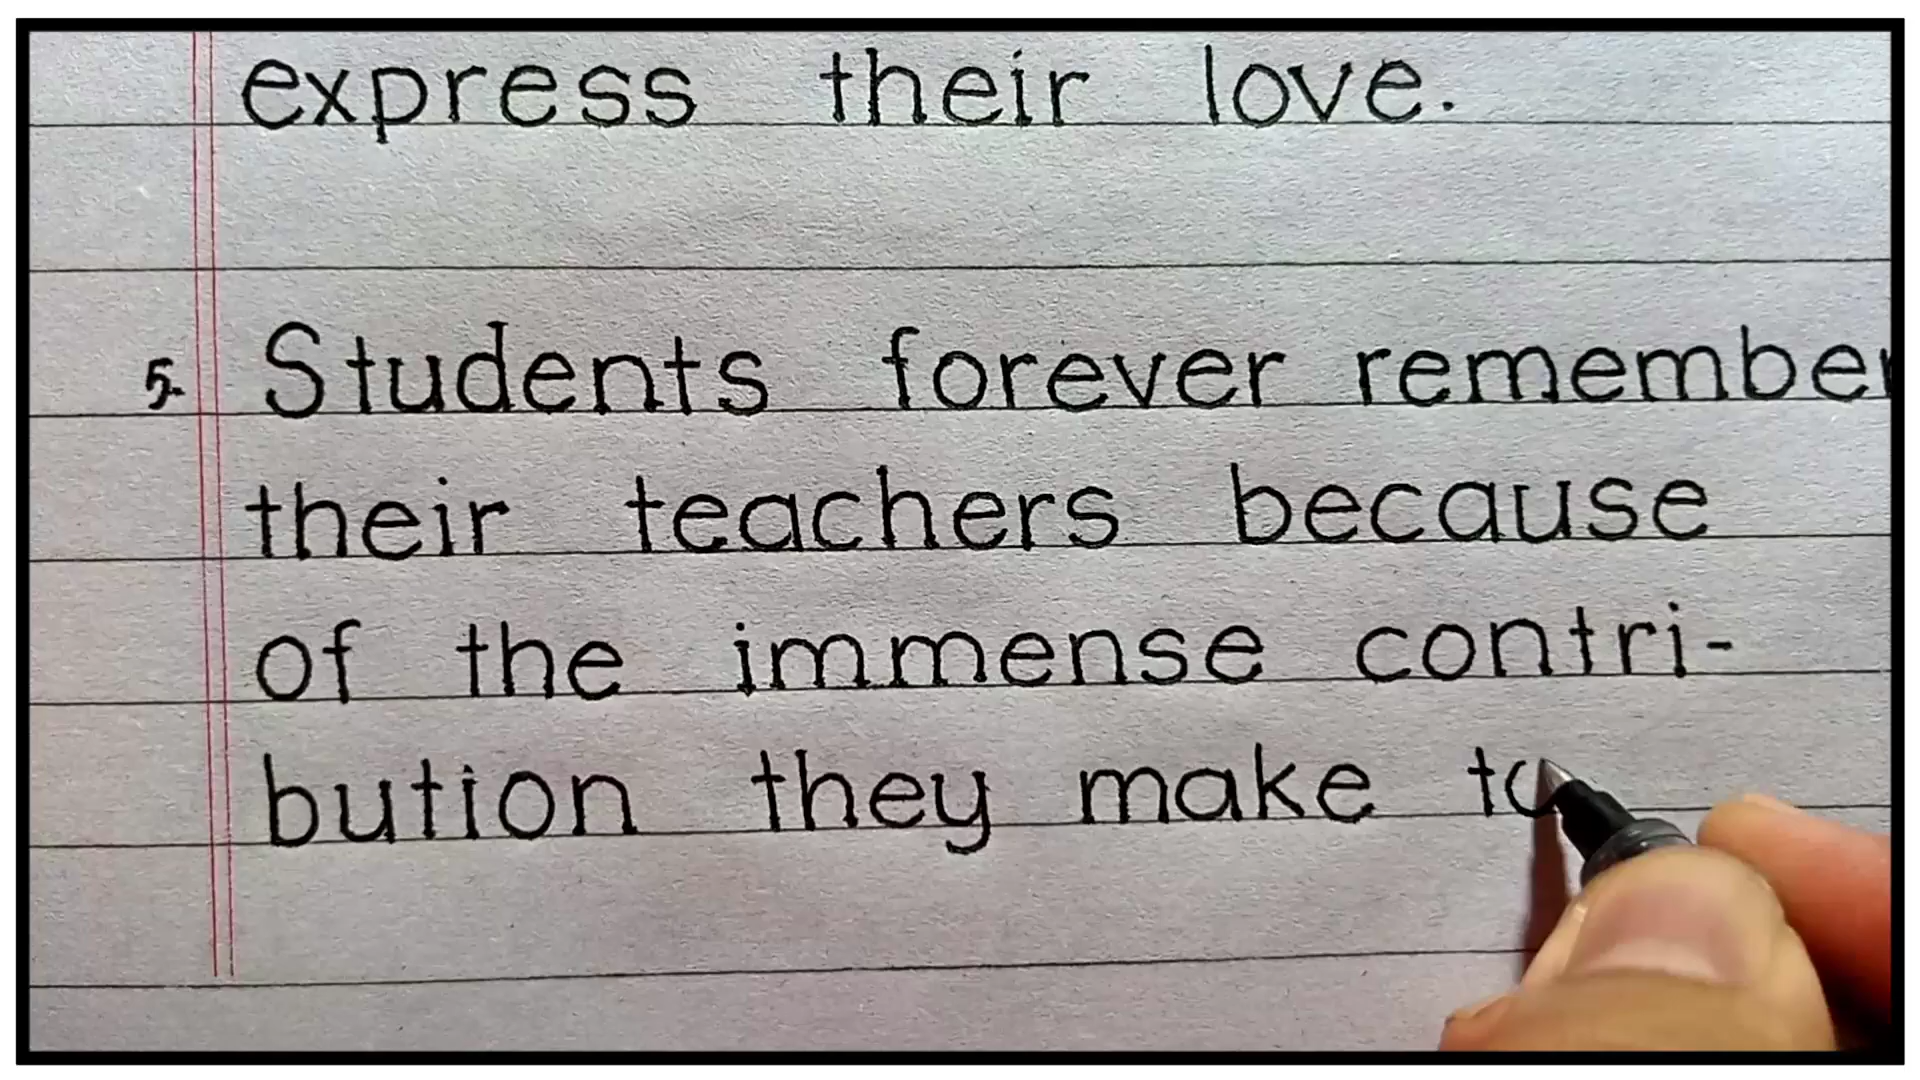 express their love.
5. Students forever remember
their teachers because
of the immense contri-
bution they make